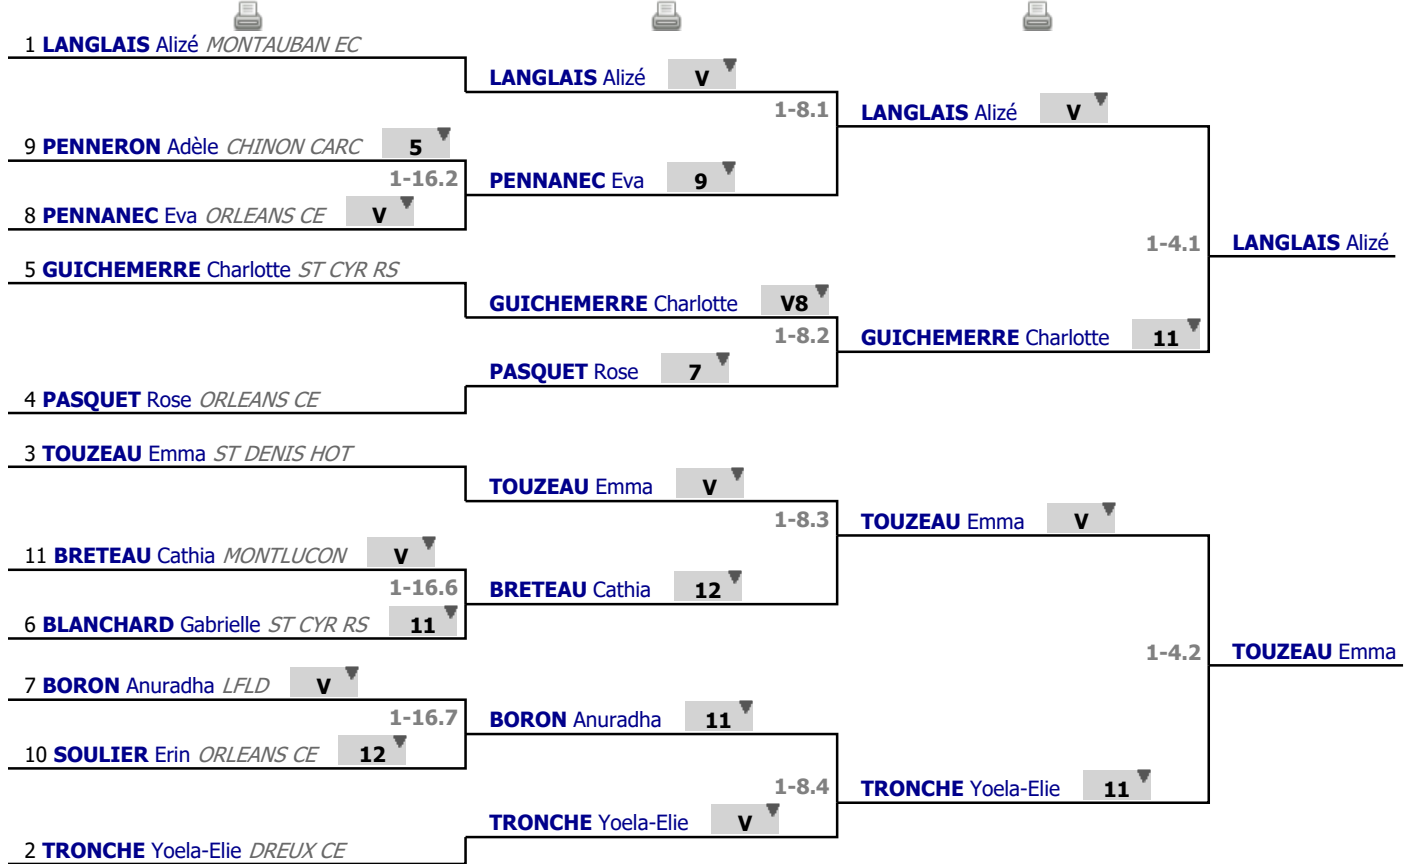 1 LANGLAIS Alizé MONTAUBAN EC
LANGLAIS Alizé V
1-8.1
LANGLAIS Alizé V
9 PENNERON Adèle CHINON CARC 5
1-16.2
PENNANEC Eva 9
8 PENNANEC Eva ORLEANS CE V
1-4.1
LANGLAIS Alizé
5 GUICHEMERRE Charlotte ST CYR RS
GUICHEMERRE Charlotte V8
1-8.2
GUICHEMERRE Charlotte 11
PASQUET Rose 7
4 PASQUET Rose ORLEANS CE
3 TOUZEAU Emma ST DENIS HOT
TOUZEAU Emma V
1-8.3
TOUZEAU Emma V
11 BRETEAU Cathia MONTLUCON V
1-16.6
BRETEAU Cathia 12
6 BLANCHARD Gabrielle ST CYR RS 11
1-4.2
TOUZEAU Emma
7 BORON Anuradha LFLD V
1-16.7
BORON Anuradha 11
10 SOULIER Erin ORLEANS CE 12
1-8.4
TRONCHE Yoela-Elie 11
TRONCHE Yoela-Elie V
2 TRONCHE Yoela-Elie DREUX CE